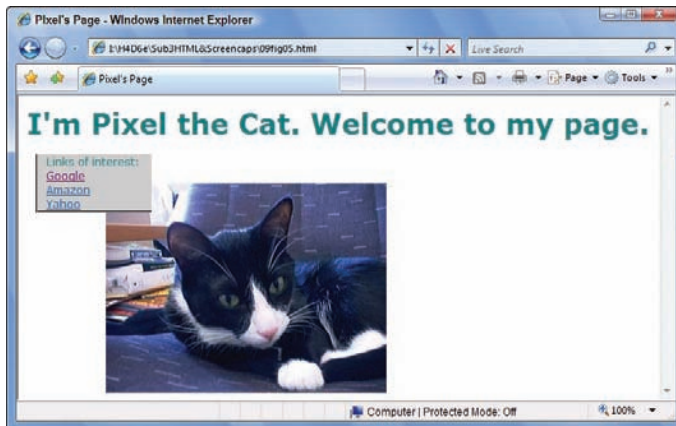 PIxel's Page - Windows Internet Explorer
I:\H4D6e\Sub3HTML&Screencaps\09fig05.html
Live Search
Pixel's Page
Page
Tools
I'm Pixel the Cat. Welcome to my page.
Links of interest:
Google
Amazon
Yahoo
Computer | Protected Mode: Off
100%